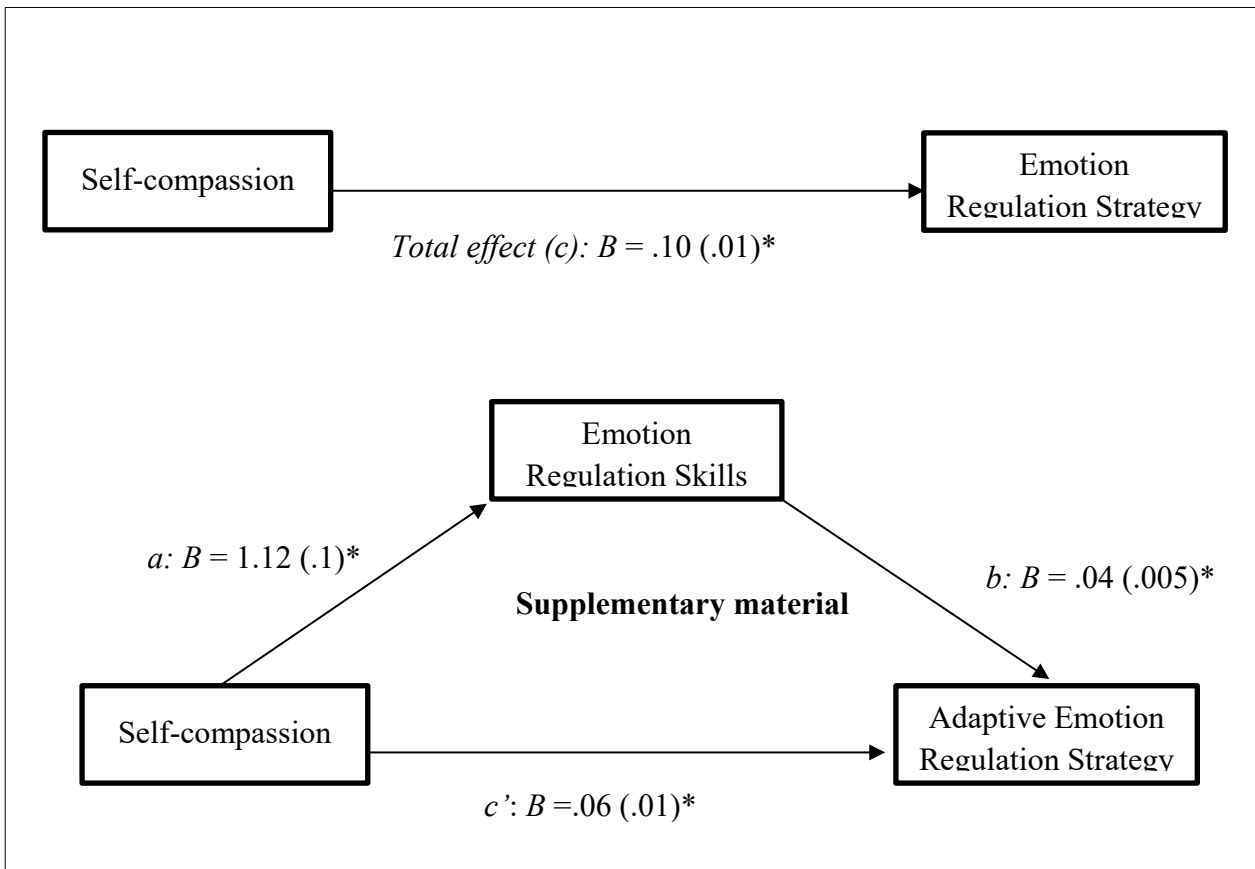 Self-compassion
Emotion
Regulation Strategy
Total effect (c): B = .10 (.01)*
Emotion
Regulation Skills
a: B = 1.12 (.1)*
b: B = .04 (.005)*
Supplementary material
Self-compassion
Adaptive Emotion
Regulation Strategy
c’: B =.06 (.01)*